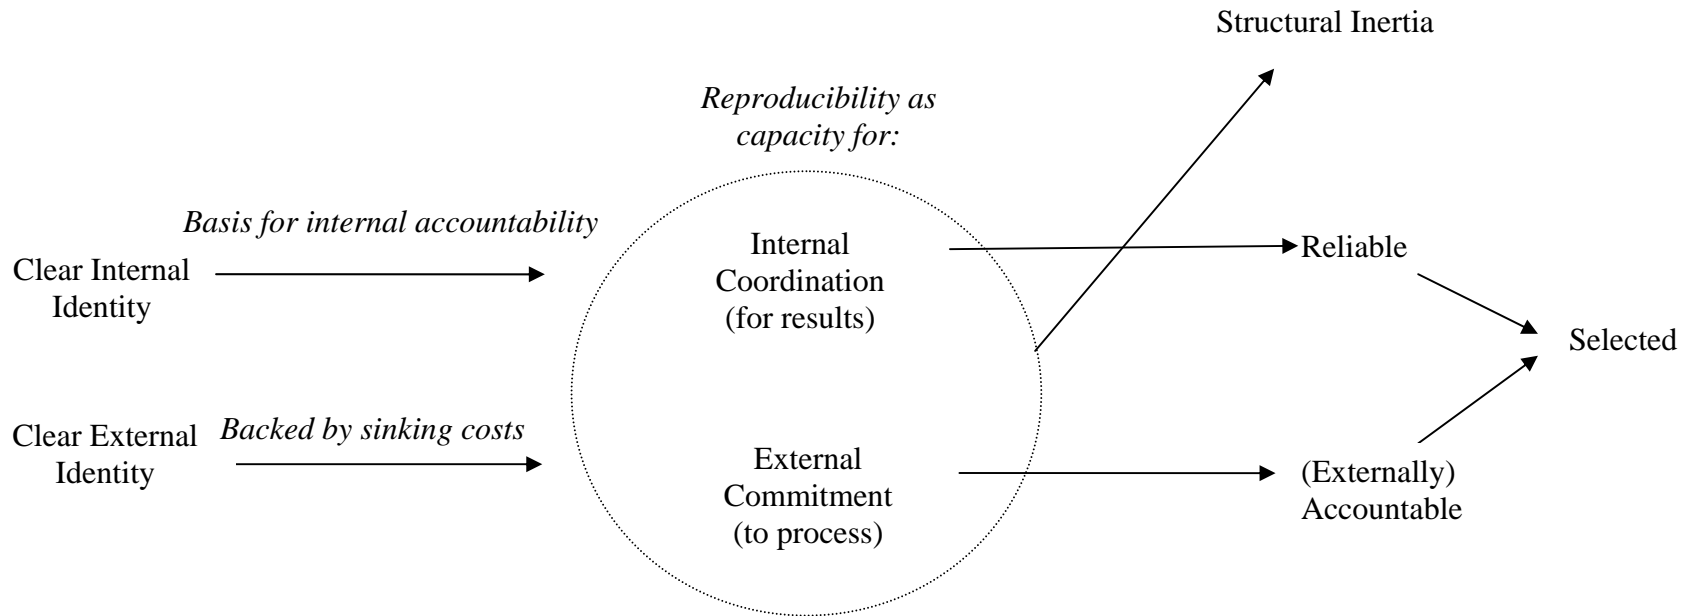 Structural Inertia
Reproducibility as
capacity for:
Basis for internal accountability
Clear Internal
Identity
Internal
Coordination
(for results)
Reliable
Selected
Clear External
Identity
Backed by sinking costs
External
Commitment
(to process)
(Externally)
Accountable